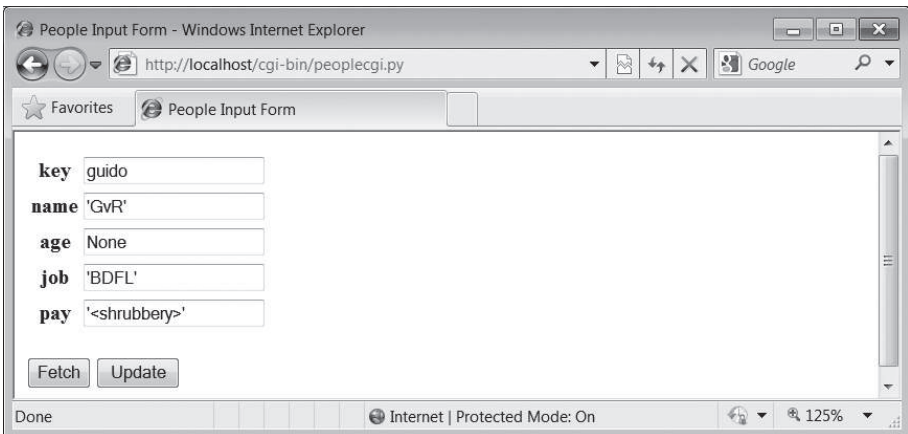 People Input Form - Windows Internet Explorer
http://localhost/cgi-bin/peoplecgi.py
Google
Favorites
People Input Form
key guido
name 'GvR'
age None
job 'BDFL'
pay '<shrubbery>'
Fetch Update
Done
Internet | Protected Mode: On
125%